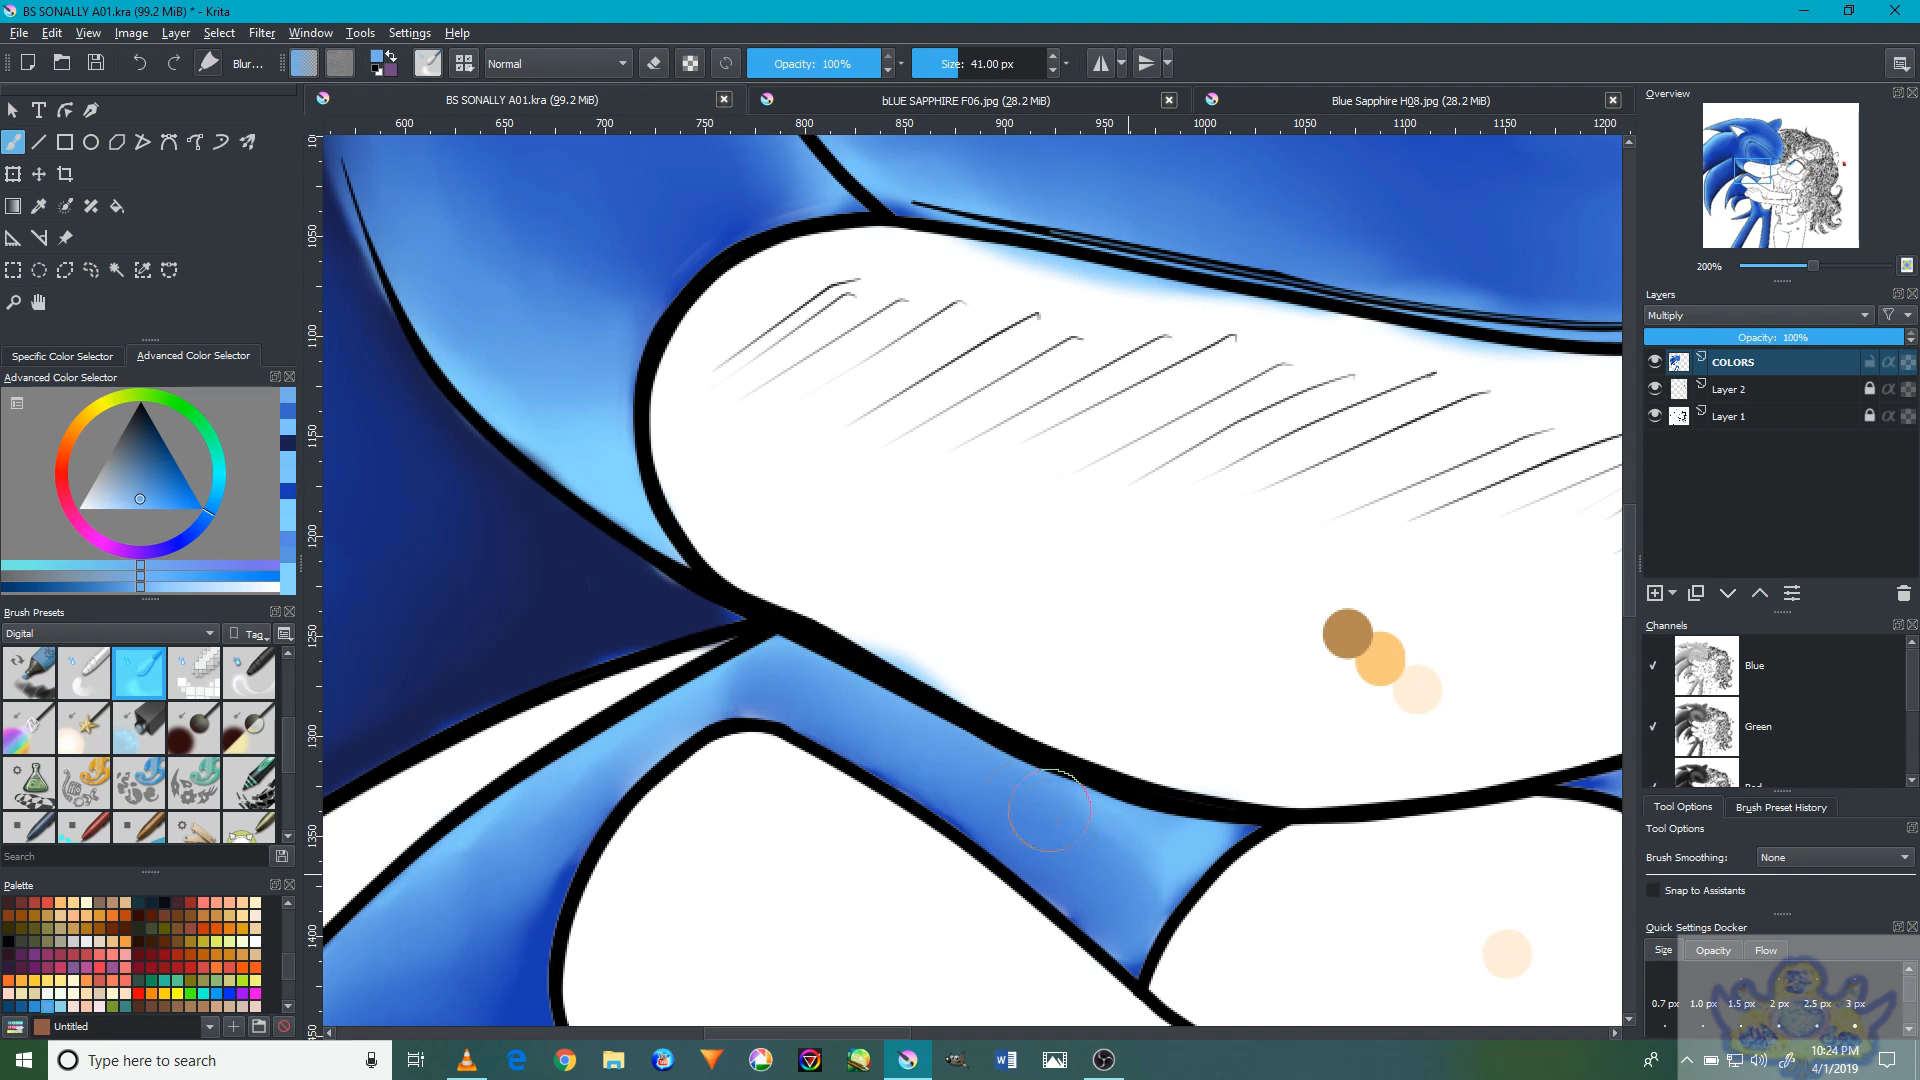 BS SONALLY A01.kra (99.2 MiB) * - Krita
File Edit View Image Layer Select Filter Window Tools Settings Help
Blur... Normal Opacity: 100% Size: 41.00 px
BS SONALLY A01.kra (99.2 MiB) bLUE SAPPHIRE F06.jpg (28.2 MiB) Blue Sapphire H08.jpg (28.2 MiB)
600 650 700 750 800 850 900 950 1000 1050 1100 1150 1200
1050
1100
1150
1200
1250
1300
1350
1400
Specific Color Selector Advanced Color Selector
Advanced Color Selector
Brush Presets
Digital Tag
Search
Palette
Untitled
Overview
200%
Layers
Multiply
Opacity: 100%
COLORS
Layer 2
Layer 1
Channels
Blue
Green
Tool Options Brush Preset History
Tool Options
Brush Smoothing: None
Snap to Assistants
Quick Settings Docker
Size Opacity Flow
0.7 px 1.0 px 1.5 px 2 px 2.5 px 3 px
Type here to search
10:24 PM
4/1/2019